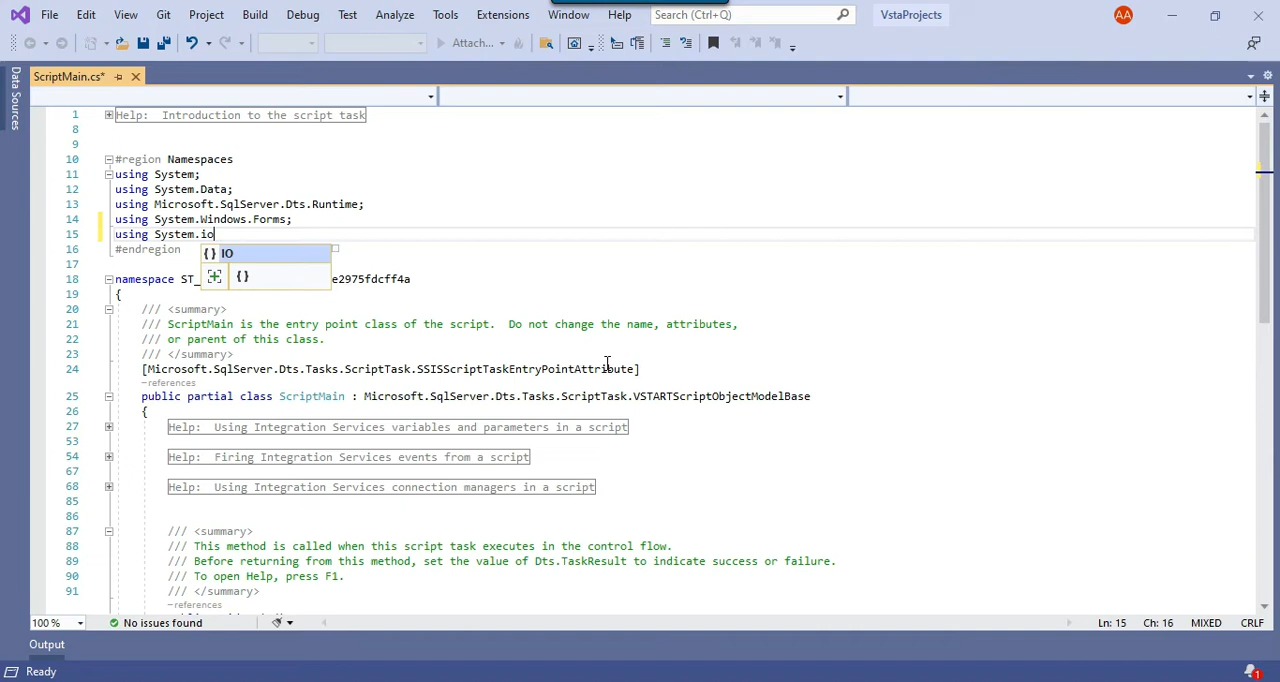 File Edit View Git Project Build Debug Test Analyze Tools Extensions Window Help Search (Ctrl+Q) VstaProjects AA
Attach...
Data Sources
ScriptMain.cs*
1 Help: Introduction to the script task
8
9
10 #region Namespaces
11 using System;
12 using System.Data;
13 using Microsoft.SqlServer.Dts.Runtime;
14 using System.Windows.Forms;
15 using System.io
16 #endregion
{ } IO
{ }
17
18 namespace ST_ e2975fdcff4a
19 {
20 /// <summary>
21 /// ScriptMain is the entry point class of the script. Do not change the name, attributes,
22 /// or parent of this class.
23 /// </summary>
24 [Microsoft.SqlServer.Dts.Tasks.ScriptTask.SSISScriptTaskEntryPointAttribute]
-references
25 public partial class ScriptMain : Microsoft.SqlServer.Dts.Tasks.ScriptTask.VSTARTScriptObjectModelBase
26 {
27 Help: Using Integration Services variables and parameters in a script
53
54 Help: Firing Integration Services events from a script
67
68 Help: Using Integration Services connection managers in a script
85
86
87 /// <summary>
88 /// This method is called when this script task executes in the control flow.
89 /// Before returning from this method, set the value of Dts.TaskResult to indicate success or failure.
90 /// To open Help, press F1.
91 /// </summary>
-references
100 % No issues found Ln: 15 Ch: 16 MIXED CRLF
Output
Ready 1